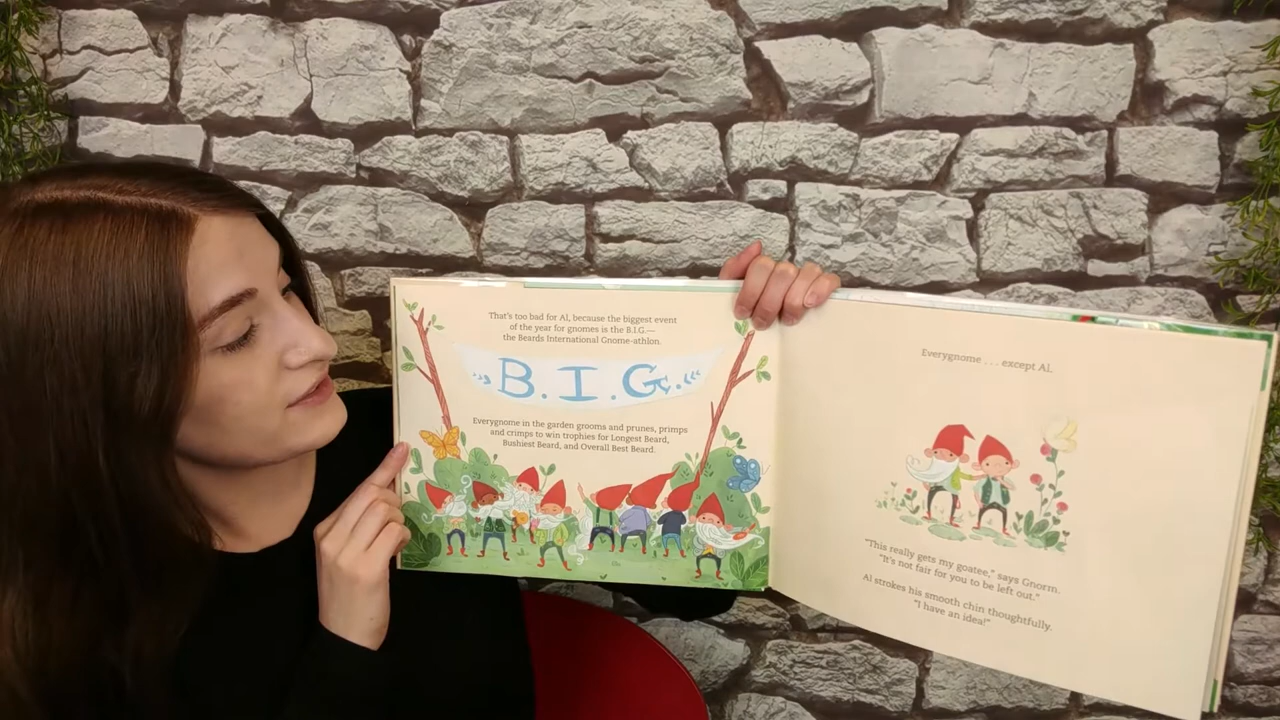 That's too bad for Al, because the biggest event
of the year for gnomes is the B.I.G.—
the Beards International Gnome-athlon.
B.I.G.
Everygnome in the garden grooms and prunes, primps
and crimps to win trophies for Longest Beard,
Bushiest Beard, and Overall Best Beard.
Everygnome . . . except Al.
"This really gets my goatee," says Gnorm.
"It's not fair for you to be left out."
Al strokes his smooth chin thoughtfully.
"I have an idea!"